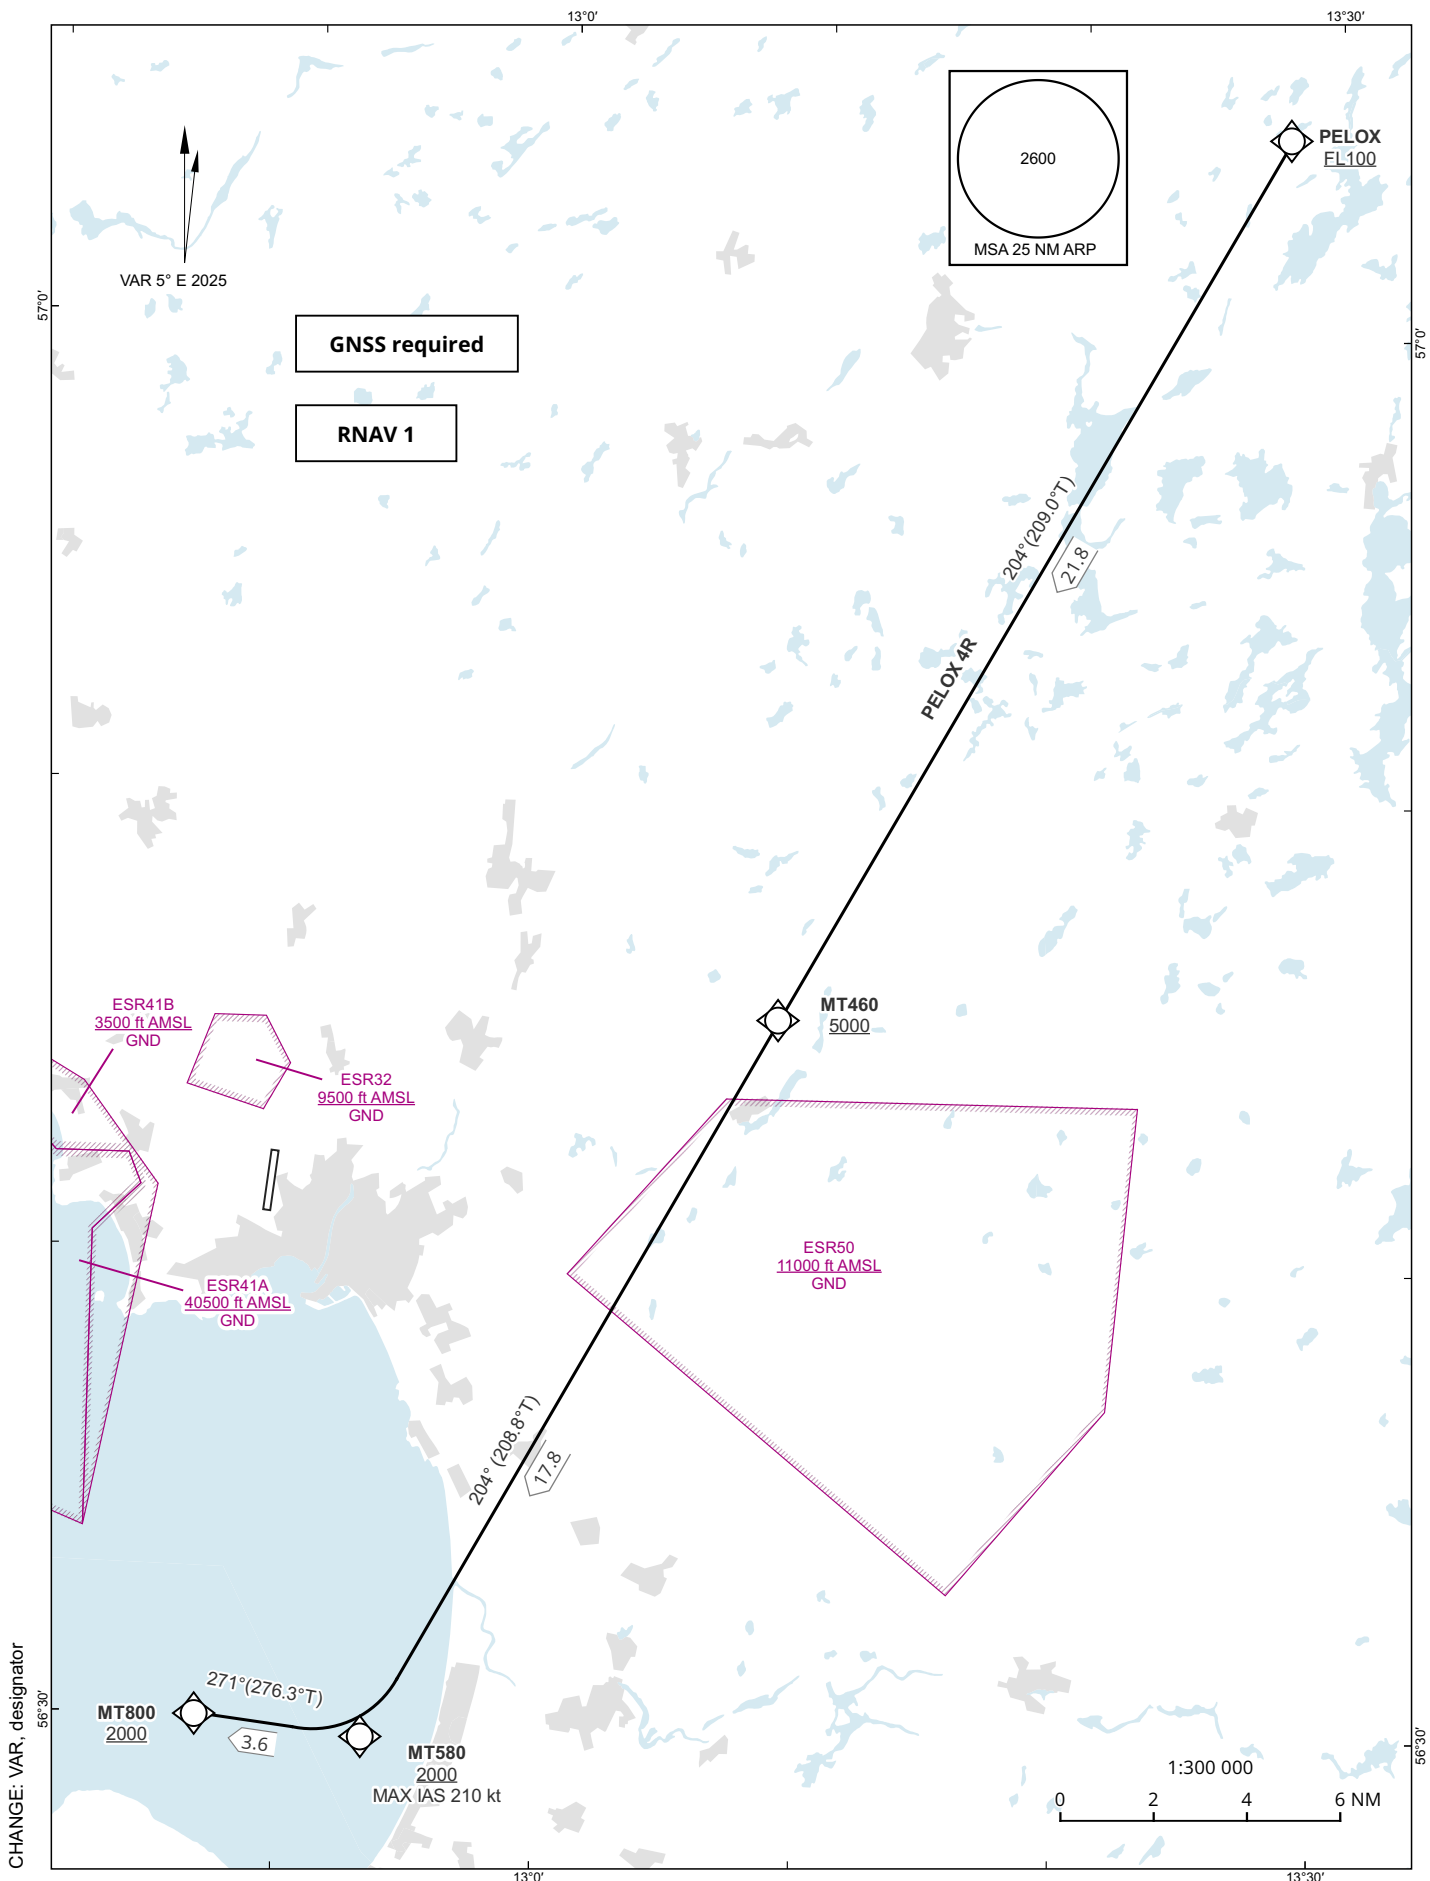 13°0′
13°30′
2600
MSA 25 NM ARP
PELOX
FL100
VAR 5° E 2025
57°0′
57°0′
GNSS required
RNAV 1
204°(209.0°T)
21.8
PELOX 4R
MT460
5000
ESR41B
3500 ft AMSL
GND
ESR32
9500 ft AMSL
GND
ESR50
11000 ft AMSL
GND
ESR41A
40500 ft AMSL
GND
204° (208.8°T)
17.8
271°(276.3°T)
MT800
2000
3.6
MT580
2000
MAX IAS 210 kt
56°30′
56°30′
CHANGE: VAR, designator
1:300 000
0 2 4 6 NM
13°0′
13°30′